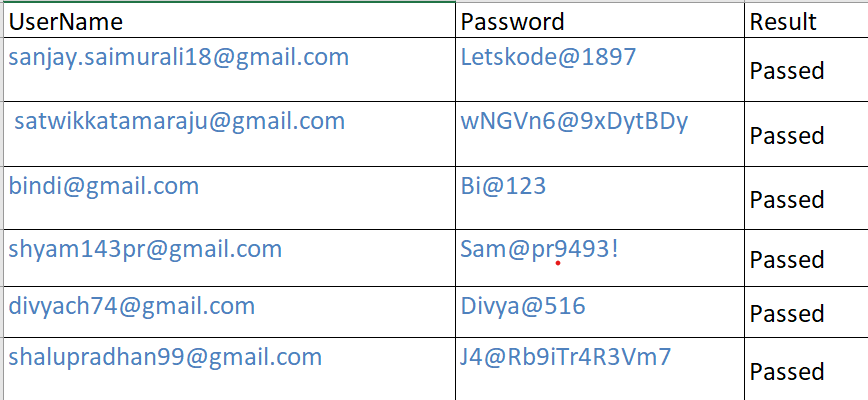 UserName Password Result
sanjay.saimurali18@gmail.com Letskode@1897 Passed
satwikkatamaraju@gmail.com wNGVn6@9xDytBDy Passed
bindi@gmail.com Bi@123 Passed
shyam143pr@gmail.com Sam@pr9493! Passed
divyach74@gmail.com Divya@516 Passed
shalupradhan99@gmail.com J4@Rb9iTr4R3Vm7 Passed